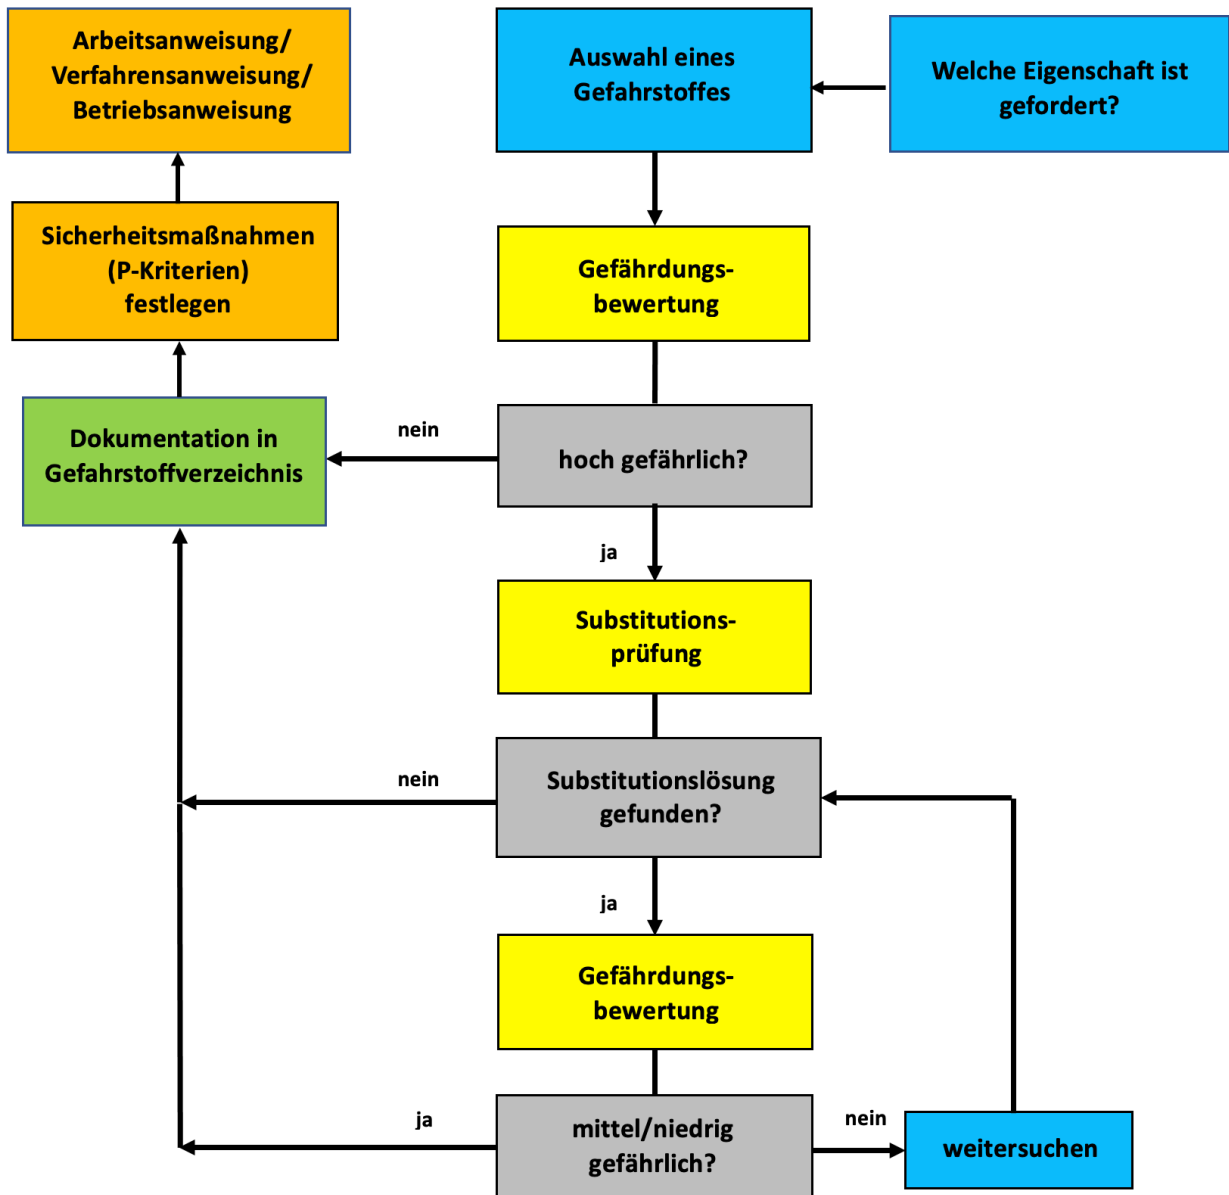 Arbeitsanweisung/
Verfahrensanweisung/
Betriebsanweisung
Auswahl eines
Gefahrstoffes
Welche Eigenschaft ist
gefordert?
Sicherheitsmaßnahmen
(P-Kriterien)
festlegen
Gefährdungs-
bewertung
Dokumentation in
Gefahrstoffverzeichnis
nein
hoch gefährlich?
ja
Substitutions-
prüfung
nein
Substitutionslösung
gefunden?
ja
Gefährdungs-
bewertung
ja
mittel/niedrig
gefährlich?
nein
weitersuchen